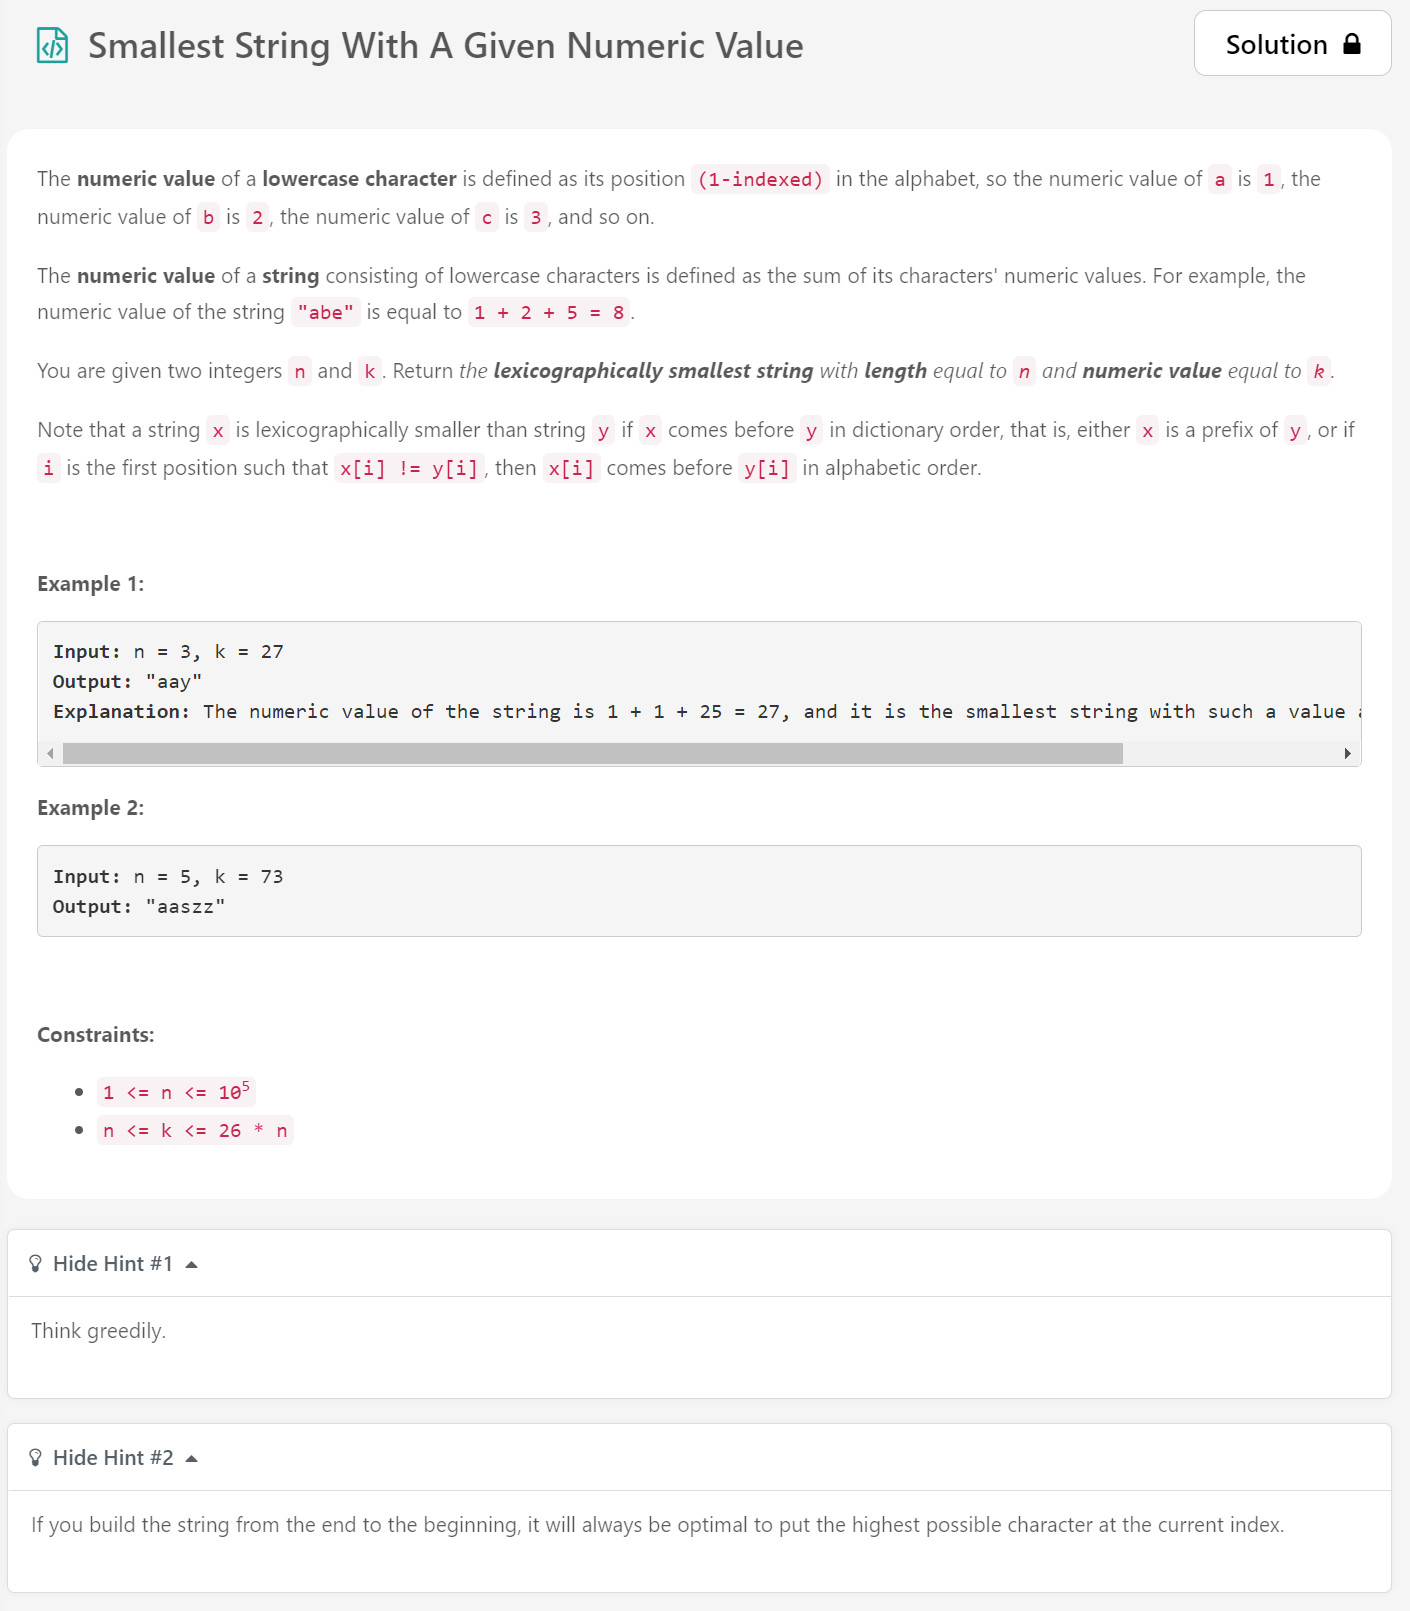 Smallest String With A Given Numeric Value
Solution
The numeric value of a lowercase character is defined as its position (1-indexed) in the alphabet, so the numeric value of a is 1, the
numeric value of b is 2, the numeric value of c is 3, and so on.
The numeric value of a string consisting of lowercase characters is defined as the sum of its characters' numeric values. For example, the
numeric value of the string "abe" is equal to 1 + 2 + 5 = 8.
You are given two integers n and k. Return the lexicographically smallest string with length equal to n and numeric value equal to k.
Note that a string x is lexicographically smaller than string y if x comes before y in dictionary order, that is, either x is a prefix of y, or if
i is the first position such that x[i] != y[i], then x[i] comes before y[i] in alphabetic order.
Example 1:
Input: n = 3, k = 27
Output: "aay"
Explanation: The numeric value of the string is 1 + 1 + 25 = 27, and it is the smallest string with such a value
Example 2:
Input: n = 5, k = 73
Output: "aaszz"
Constraints:
• 1 <= n <= 10⁵
• n <= k <= 26 * n
Hide Hint #1
Think greedily.
Hide Hint #2
If you build the string from the end to the beginning, it will always be optimal to put the highest possible character at the current index.